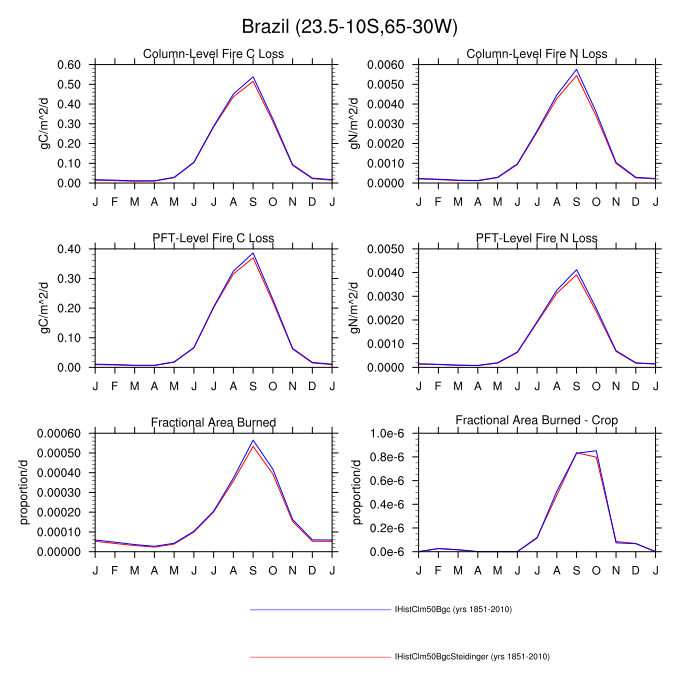 Brazil (23.5-10S,65-30W)
Column-Level Fire C Loss
gC/m^2/d
0.60
0.50
0.40
0.30
0.20
0.10
0.00
J F M A M J J A S O N D J
Column-Level Fire N Loss
gN/m^2/d
0.0060
0.0050
0.0040
0.0030
0.0020
0.0010
0.0000
J F M A M J J A S O N D J
PFT-Level Fire C Loss
gC/m^2/d
0.40
0.30
0.20
0.10
0.00
J F M A M J J A S O N D J
PFT-Level Fire N Loss
gN/m^2/d
0.0050
0.0040
0.0030
0.0020
0.0010
0.0000
J F M A M J J A S O N D J
Fractional Area Burned
proportion/d
0.00060
0.00050
0.00040
0.00030
0.00020
0.00010
0.00000
J F M A M J J A S O N D J
Fractional Area Burned - Crop
proportion/d
1.0e-6
0.8e-6
0.6e-6
0.4e-6
0.2e-6
0.0e-6
J F M A M J J A S O N D J
IHistClm50Bgc (yrs 1851-2010)
IHistClm50BgcSteidinger (yrs 1851-2010)